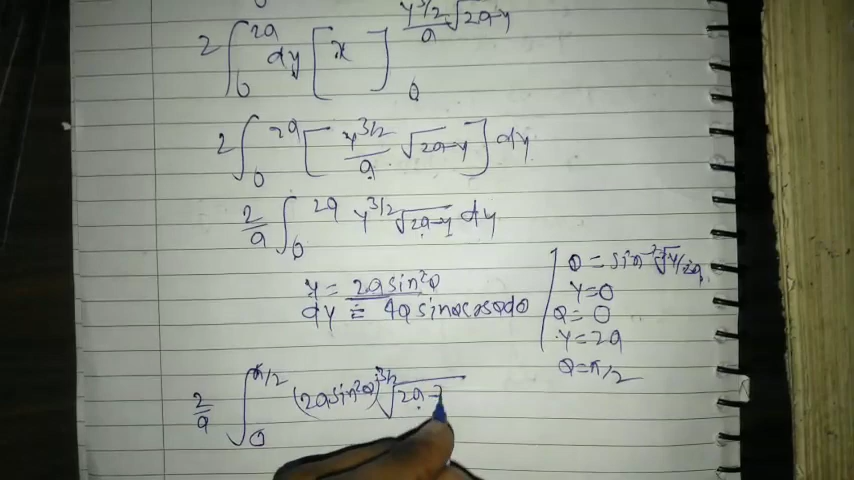 2 ∫₀^{2a} dy [x]₀^{y^{3/2}/a √2a-y}
2 ∫₀^{2a} [y^{3/2}/a √2a-y] dy
2/a ∫₀^{2a} y^{3/2} √2a-y dy
y = 2a sin²θ
dy = 4a sinθ cosθ dθ
θ = sin⁻¹√y/2a
y=0
θ = 0
y=2a
θ=π/2
2/a ∫₀^{π/2} (2a sin²θ)^{3/2} √2a-